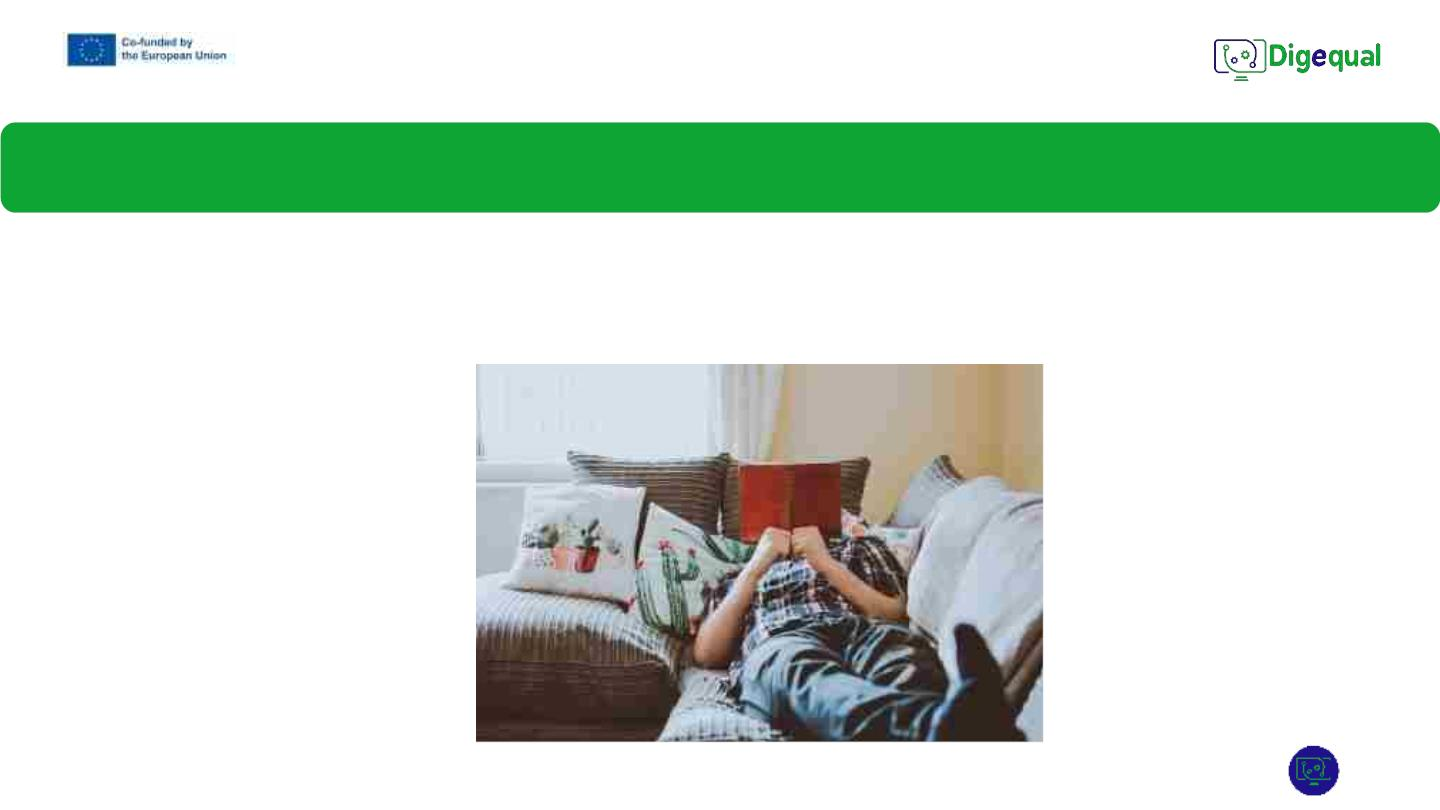 Co-funded by
the European Union
Digequal